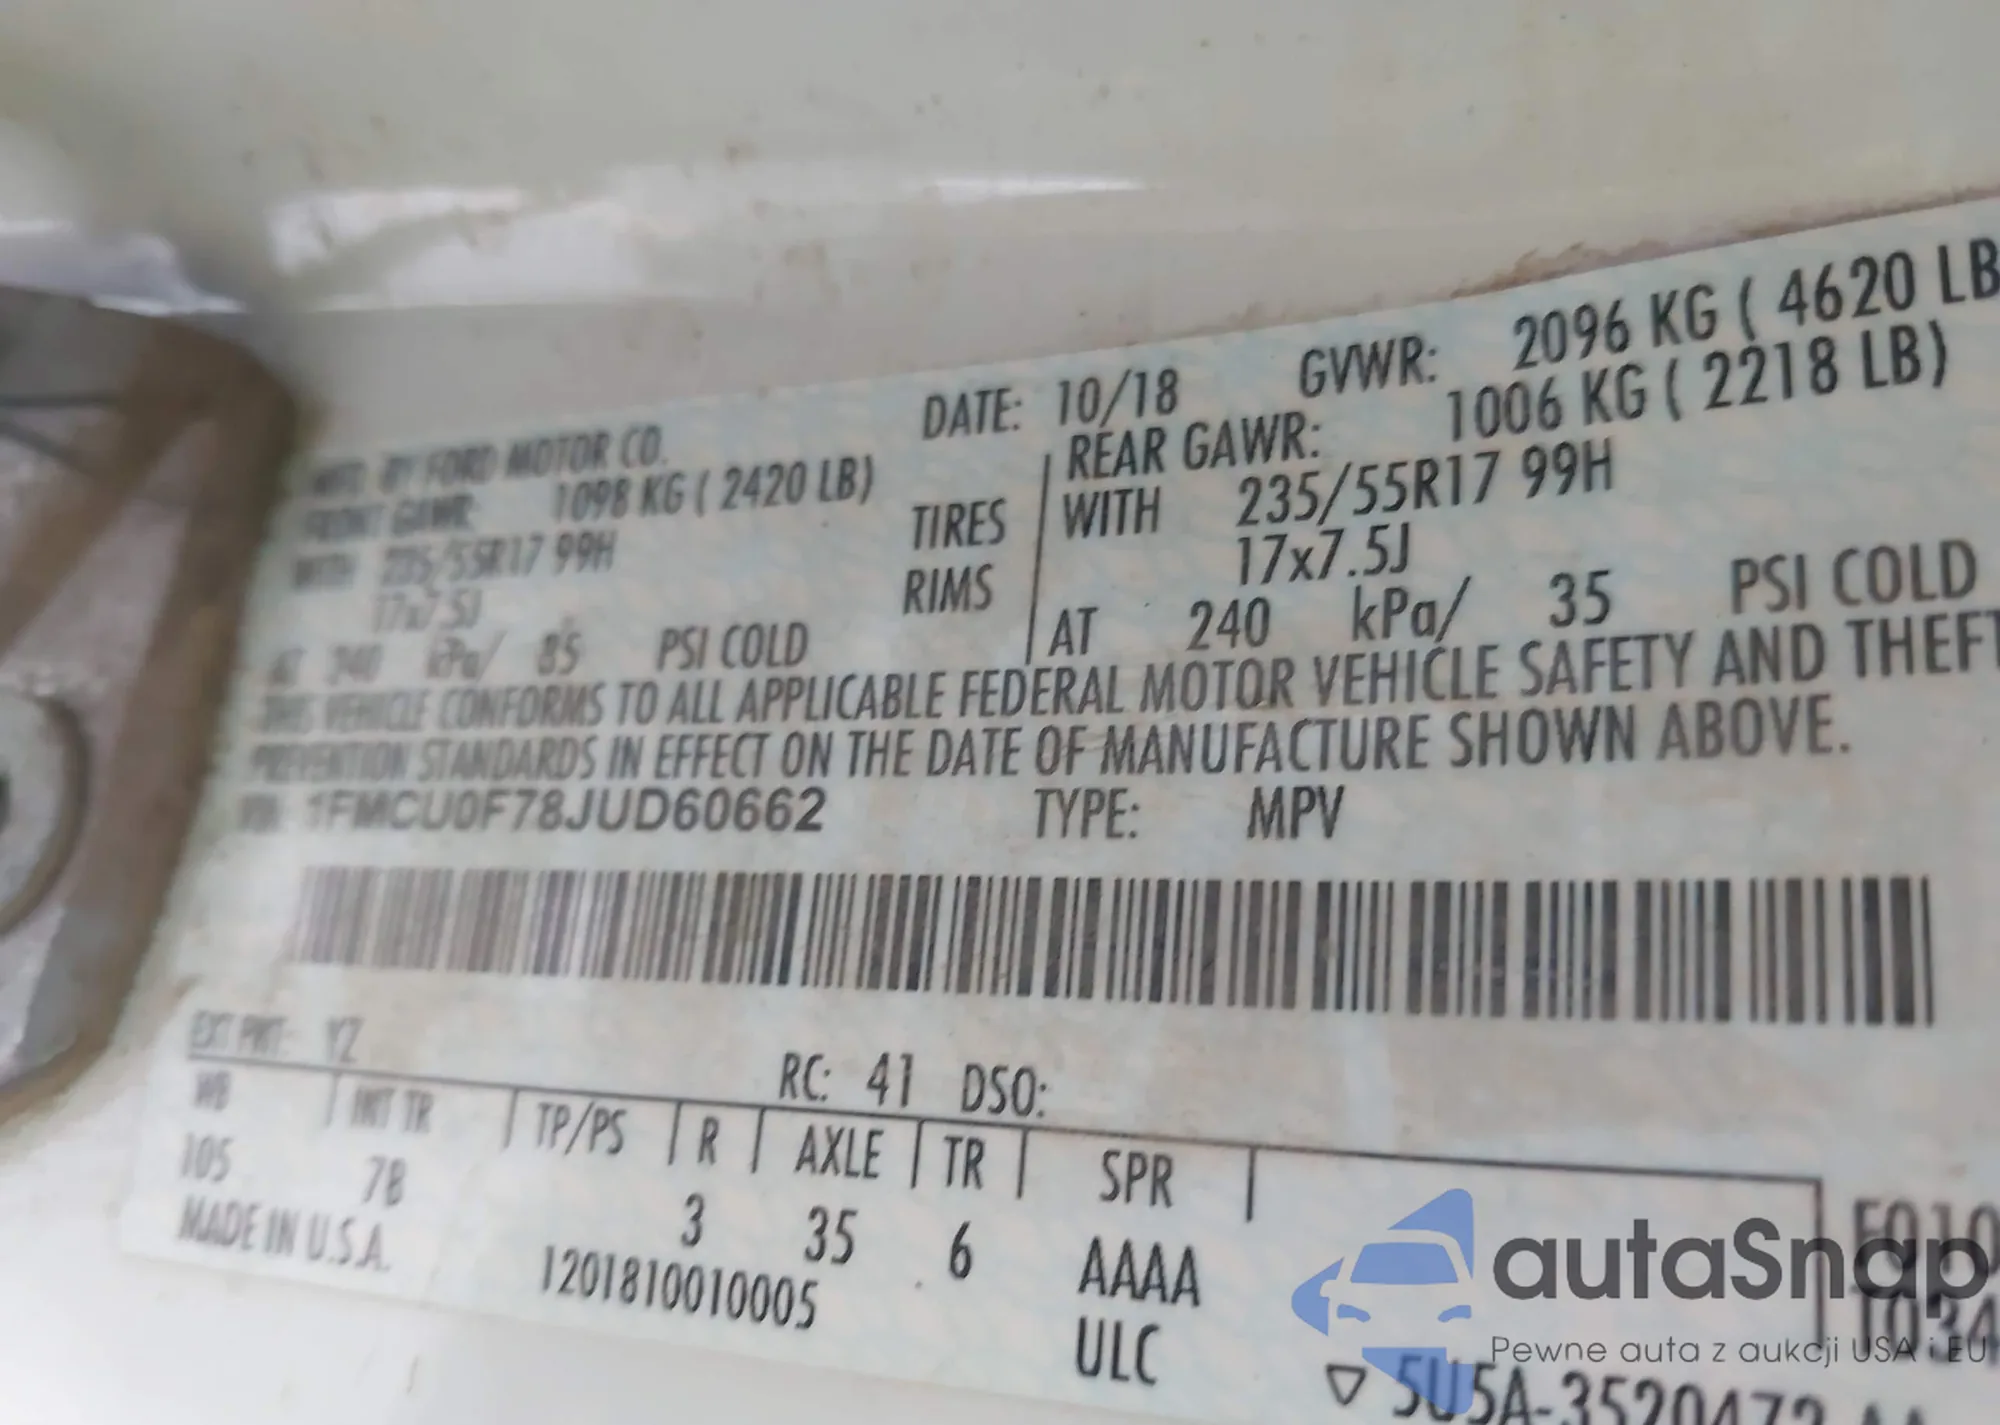 MFD. BY FORD MOTOR CO. DATE: 10/18 GVWR: 2096 KG ( 4620 LB
FRONT GAWR: 1098 KG ( 2420 LB) REAR GAWR: 1006 KG ( 2218 LB)
WITH 235/55R17 99H TIRES WITH 235/55R17 99H
17x7.5J RIMS 17x7.5J
AT 240 kPa/ PSI COLD AT 240 kPa/ 35 PSI COLD
THIS VEHICLE CONFORMS TO ALL APPLICABLE FEDERAL MOTOR VEHICLE SAFETY AND THEFT
PREVENTION STANDARDS IN EFFECT ON THE DATE OF MANUFACTURE SHOWN ABOVE.
VIN: 1FMCU0F78JUD60662 TYPE: MPV
EXT PNT: YZ RC: 41 DSO:
WB INT TR TP/PS R AXLE TR SPR
105 7B 3 35 6 AAAA
MADE IN U.S.A. 1201810010005 ULC
autaSnap
Pewne auta z aukcji USA i EU